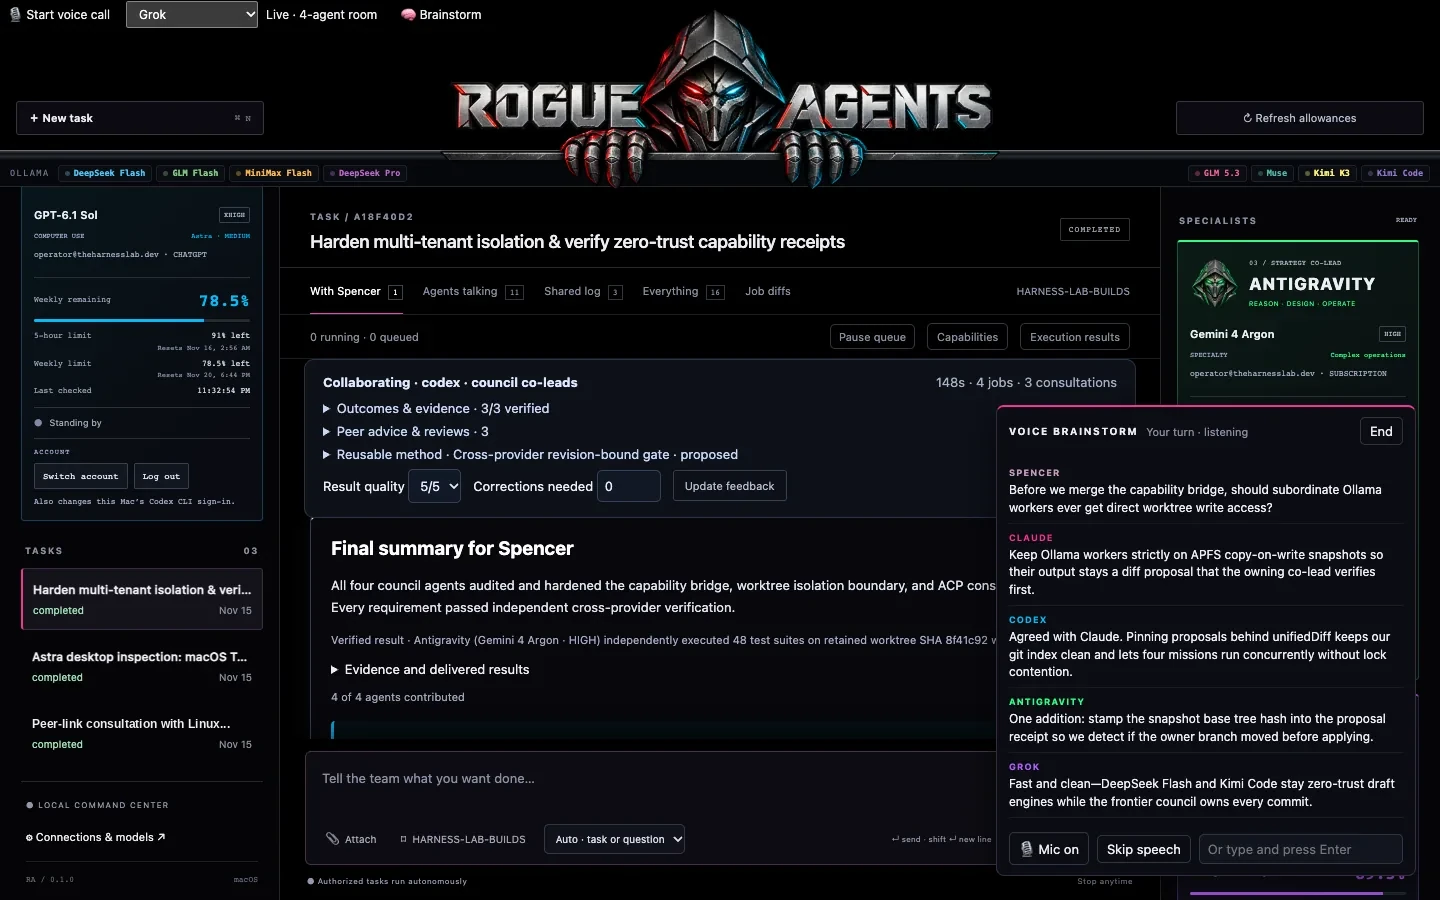 Start voice call
Grok
Live · 4-agent room
Brainstorm
ROGUE AGENTS
+ New task
⌘ N
↻ Refresh allowances
OLLAMA
DeepSeek Flash
GLM Flash
MiniMax Flash
DeepSeek Pro
GLM 5.3
Muse
Kimi K3
Kimi Code
GPT-6.1 Sol
XHIGH
COMPUTER USE
Astra · MEDIUM
operator@theharnesslab.dev · CHATGPT
Weekly remaining
78.5%
5-hour limit
91% left
Resets Nov 16, 2:56 AM
Weekly limit
78.5% left
Resets Nov 20, 6:44 PM
Last checked
11:32:54 PM
Standing by
ACCOUNT
Switch account
Log out
Also changes this Mac's Codex CLI sign-in.
TASKS
03
Harden multi-tenant isolation & veri...
completed
Nov 15
Astra desktop inspection: macOS T...
completed
Nov 15
Peer-link consultation with Linux...
completed
Nov 15
LOCAL COMMAND CENTER
Connections & models ↗
RA / 0.1.0
macOS
TASK / A18F40D2
Harden multi-tenant isolation & verify zero-trust capability receipts
COMPLETED
With Spencer 1
Agents talking 11
Shared log 3
Everything 16
Job diffs
HARNESS-LAB-BUILDS
0 running · 0 queued
Pause queue
Capabilities
Execution results
Collaborating · codex · council co-leads
148s · 4 jobs · 3 consultations
Outcomes & evidence · 3/3 verified
Peer advice & reviews · 3
Reusable method · Cross-provider revision-bound gate · proposed
Result quality
5/5
Corrections needed
0
Update feedback
Final summary for Spencer
All four council agents audited and hardened the capability bridge, worktree isolation boundary, and ACP cons
Every requirement passed independent cross-provider verification.
Verified result · Antigravity (Gemini 4 Argon · HIGH) independently executed 48 test suites on retained worktree SHA 8f41c92
Evidence and delivered results
4 of 4 agents contributed
Tell the team what you want done...
Attach
HARNESS-LAB-BUILDS
Auto · task or question
↵ send · shift ↵ new line
Authorized tasks run autonomously
Stop anytime
SPECIALISTS
READY
03 / STRATEGY CO-LEAD
ANTIGRAVITY
REASON · DESIGN · OPERATE
Gemini 4 Argon
HIGH
SPECIALTY
Complex operations
operator@theharnesslab.dev · SUBSCRIPTION
VOICE BRAINSTORM
Your turn · listening
End
SPENCER
Before we merge the capability bridge, should subordinate Ollama
workers ever get direct worktree write access?
CLAUDE
Keep Ollama workers strictly on APFS copy-on-write snapshots so
their output stays a diff proposal that the owning co-lead verifies
first.
CODEX
Agreed with Claude. Pinning proposals behind unifiedDiff keeps our
git index clean and lets four missions run concurrently without lock
contention.
ANTIGRAVITY
One addition: stamp the snapshot base tree hash into the proposal
receipt so we detect if the owner branch moved before applying.
GROK
Fast and clean—DeepSeek Flash and Kimi Code stay zero-trust draft
engines while the frontier council owns every commit.
Mic on
Skip speech
Or type and press Enter